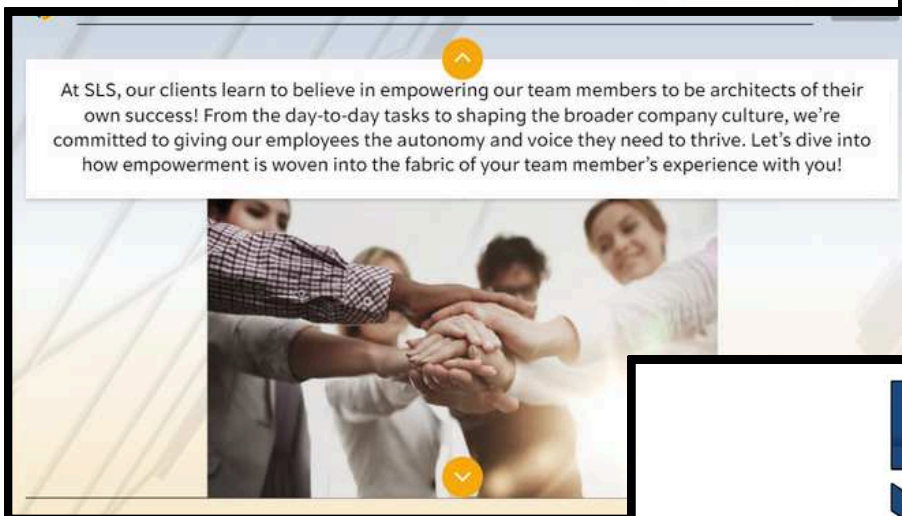 At SLS, our clients learn to believe in empowering our team members to be architects of their
own success! From the day-to-day tasks to shaping the broader company culture, we’re
committed to giving our employees the autonomy and voice they need to thrive. Let’s dive into
how empowerment is woven into the fabric of your team member’s experience with you!